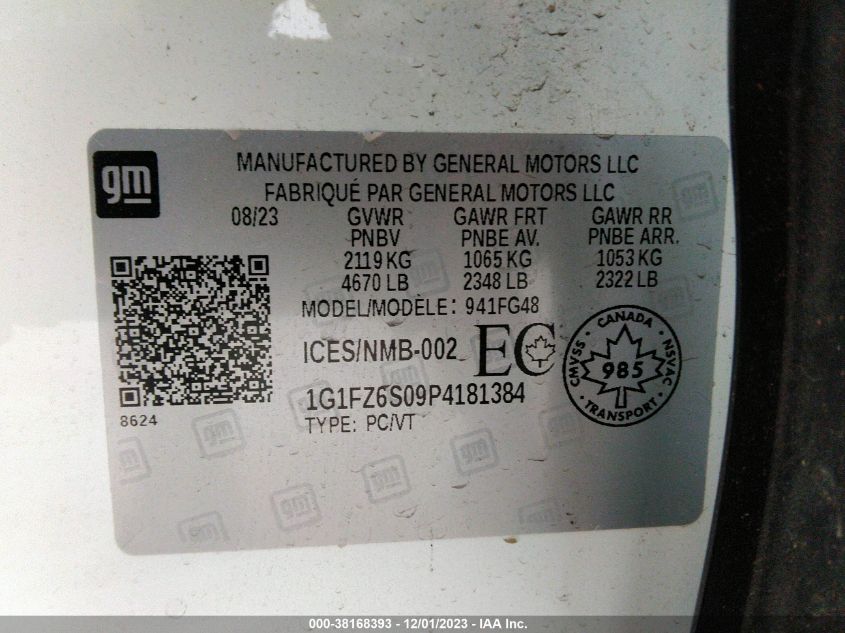 gm
MANUFACTURED BY GENERAL MOTORS LLC
FABRIQUÉ PAR GENERAL MOTORS LLC
08/23 GVWR GAWR FRT GAWR RR
PNBV PNBE AV. PNBE ARR.
2119 KG 1065 KG 1053 KG
4670 LB 2348 LB 2322 LB
MODEL/MODÈLE: 941FG48
ICES/NMB-002 EC
CANADA
CMVSS 985 NSVAC
TRANSPORT
1G1FZ6S09P4181384
8624
TYPE: PC/VT
000-38168393 - 12/01/2023 - IAA Inc.